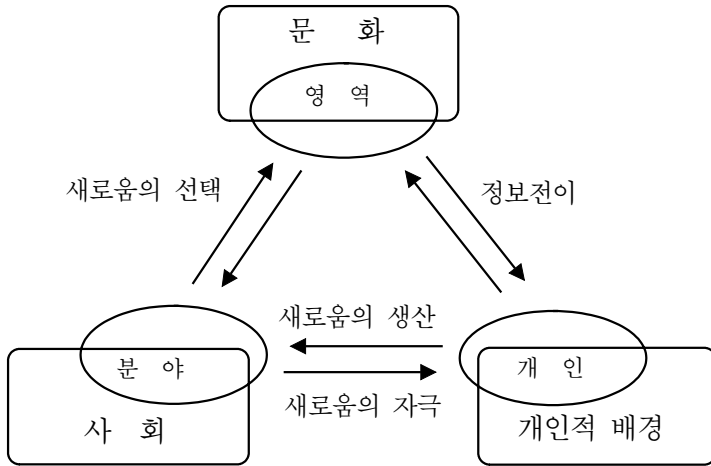 문 화
영 역
새로움의 선택
정보전이
새로움의 생산
분 야
개 인
새로움의 자극
사 회
개인적 배경